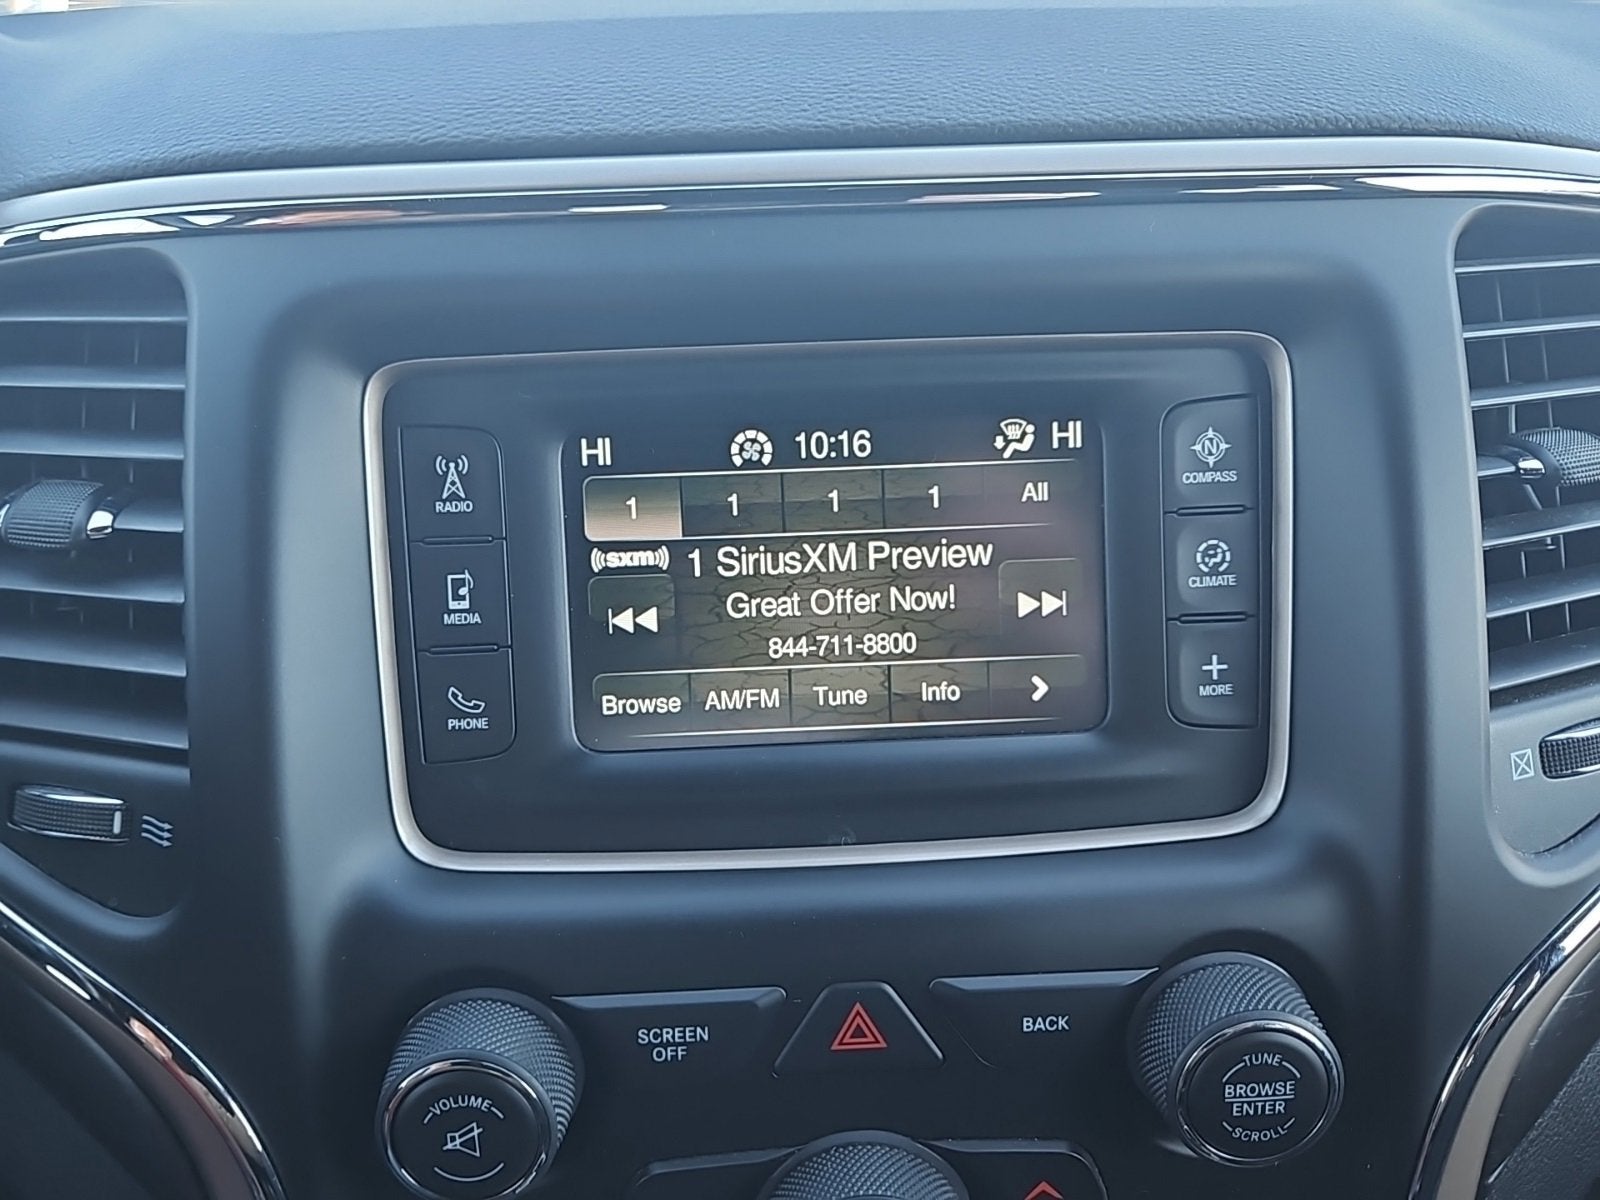 HI 10:16 HI
1 1 1 1 All
((sxm)) 1 SiriusXM Preview
Great Offer Now!
844-711-8800
Browse AM/FM Tune Info >
RADIO
MEDIA
PHONE
N
COMPASS
CLIMATE
+
MORE
SCREEN
OFF
BACK
VOLUME
TUNE
BROWSE
ENTER
SCROLL